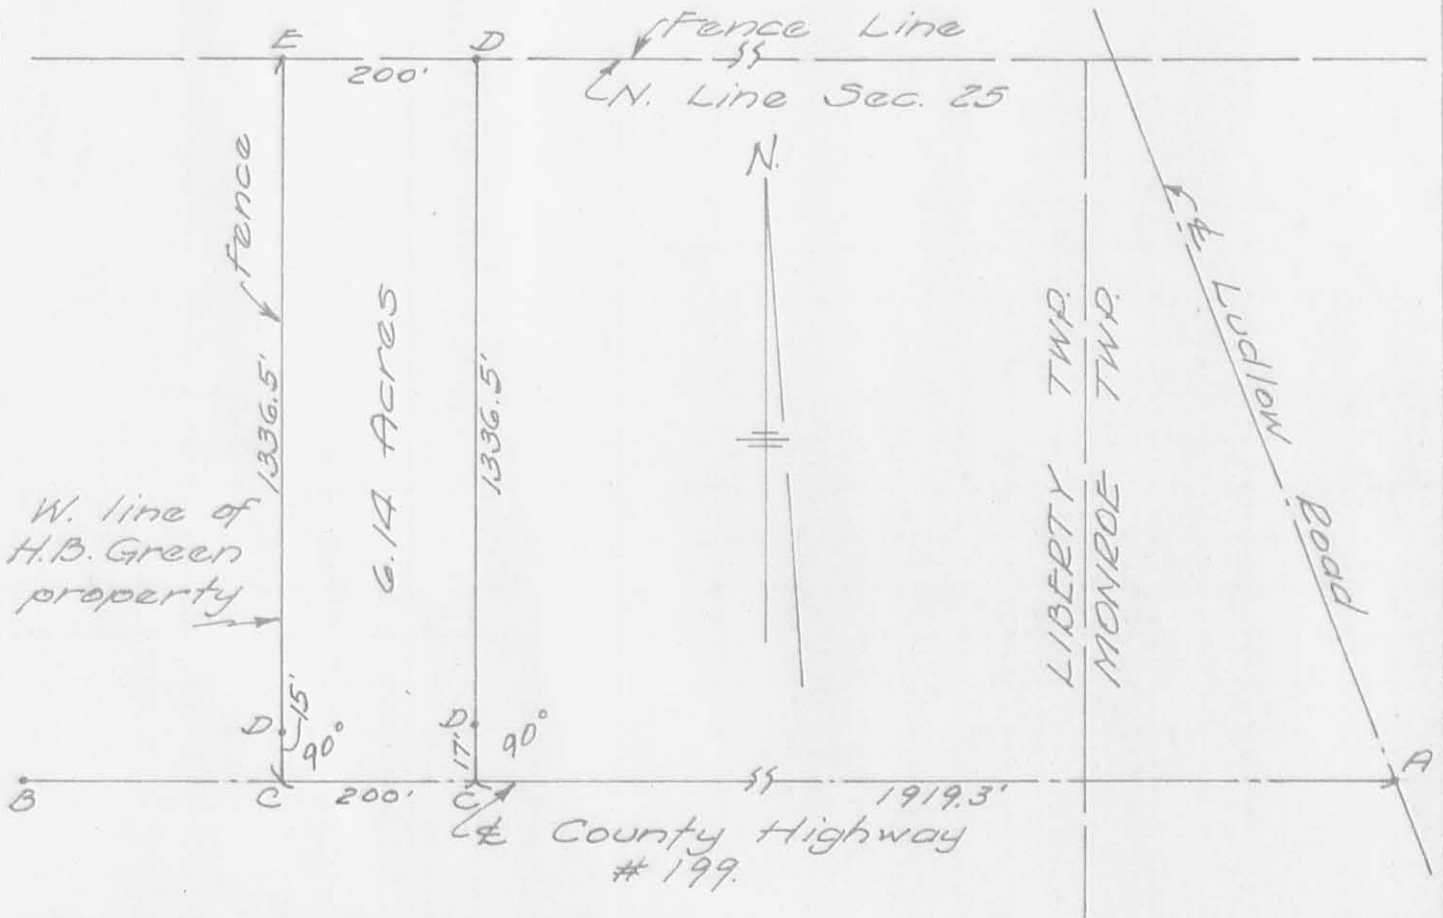 Fence Line
E
D
200'
N. Line Sec. 25
N.
Fence
1336.5'
6.14 Acres
1336.5'
LIBERTY TWP.
MONROE TWP.
℄ Ludlow Road
W. line of
H.B. Green
property
D
15'
90°
D
17'
90°
B
C
200'
C
1919.3'
A
℄ County Highway
# 199.